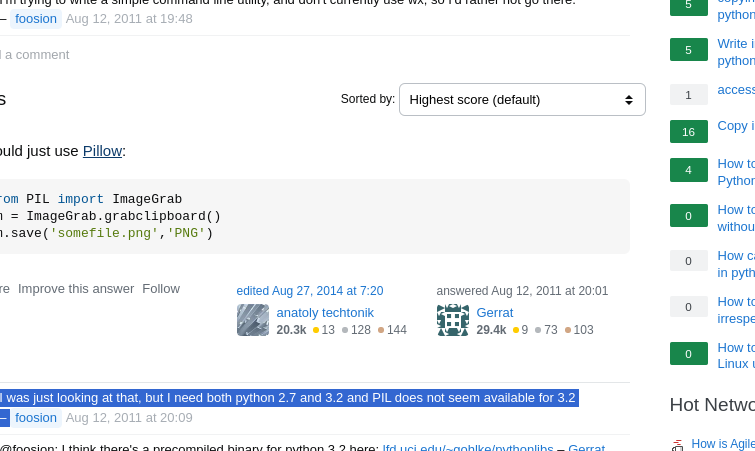 I'm trying to write a simple command line utility, and don't currently use wx, so I'd rather not go there.
– foosion Aug 12, 2011 at 19:48
a comment
s
Sorted by: Highest score (default)
ould just use Pillow:
rom PIL import ImageGrab
m = ImageGrab.grabclipboard()
m.save('somefile.png','PNG')
re Improve this answer Follow
edited Aug 27, 2014 at 7:20
anatoly techtonik
20.3k 13 128 144
answered Aug 12, 2011 at 20:01
Gerrat
29.4k 9 73 103
I was just looking at that, but I need both python 2.7 and 3.2 and PIL does not seem available for 3.2
– foosion Aug 12, 2011 at 20:09
@foosion: I think there's a precompiled binary for python 3.2 here: lfd.uci.edu/~gohlke/pythonlibs – Gerrat
5
python
5 Write i
python
1 access
16 Copy i
4 How to
Python
0 How to
withou
0 How ca
in pyth
0 How to
irrespe
0 How to
Linux u
Hot Netwo
How is Agile